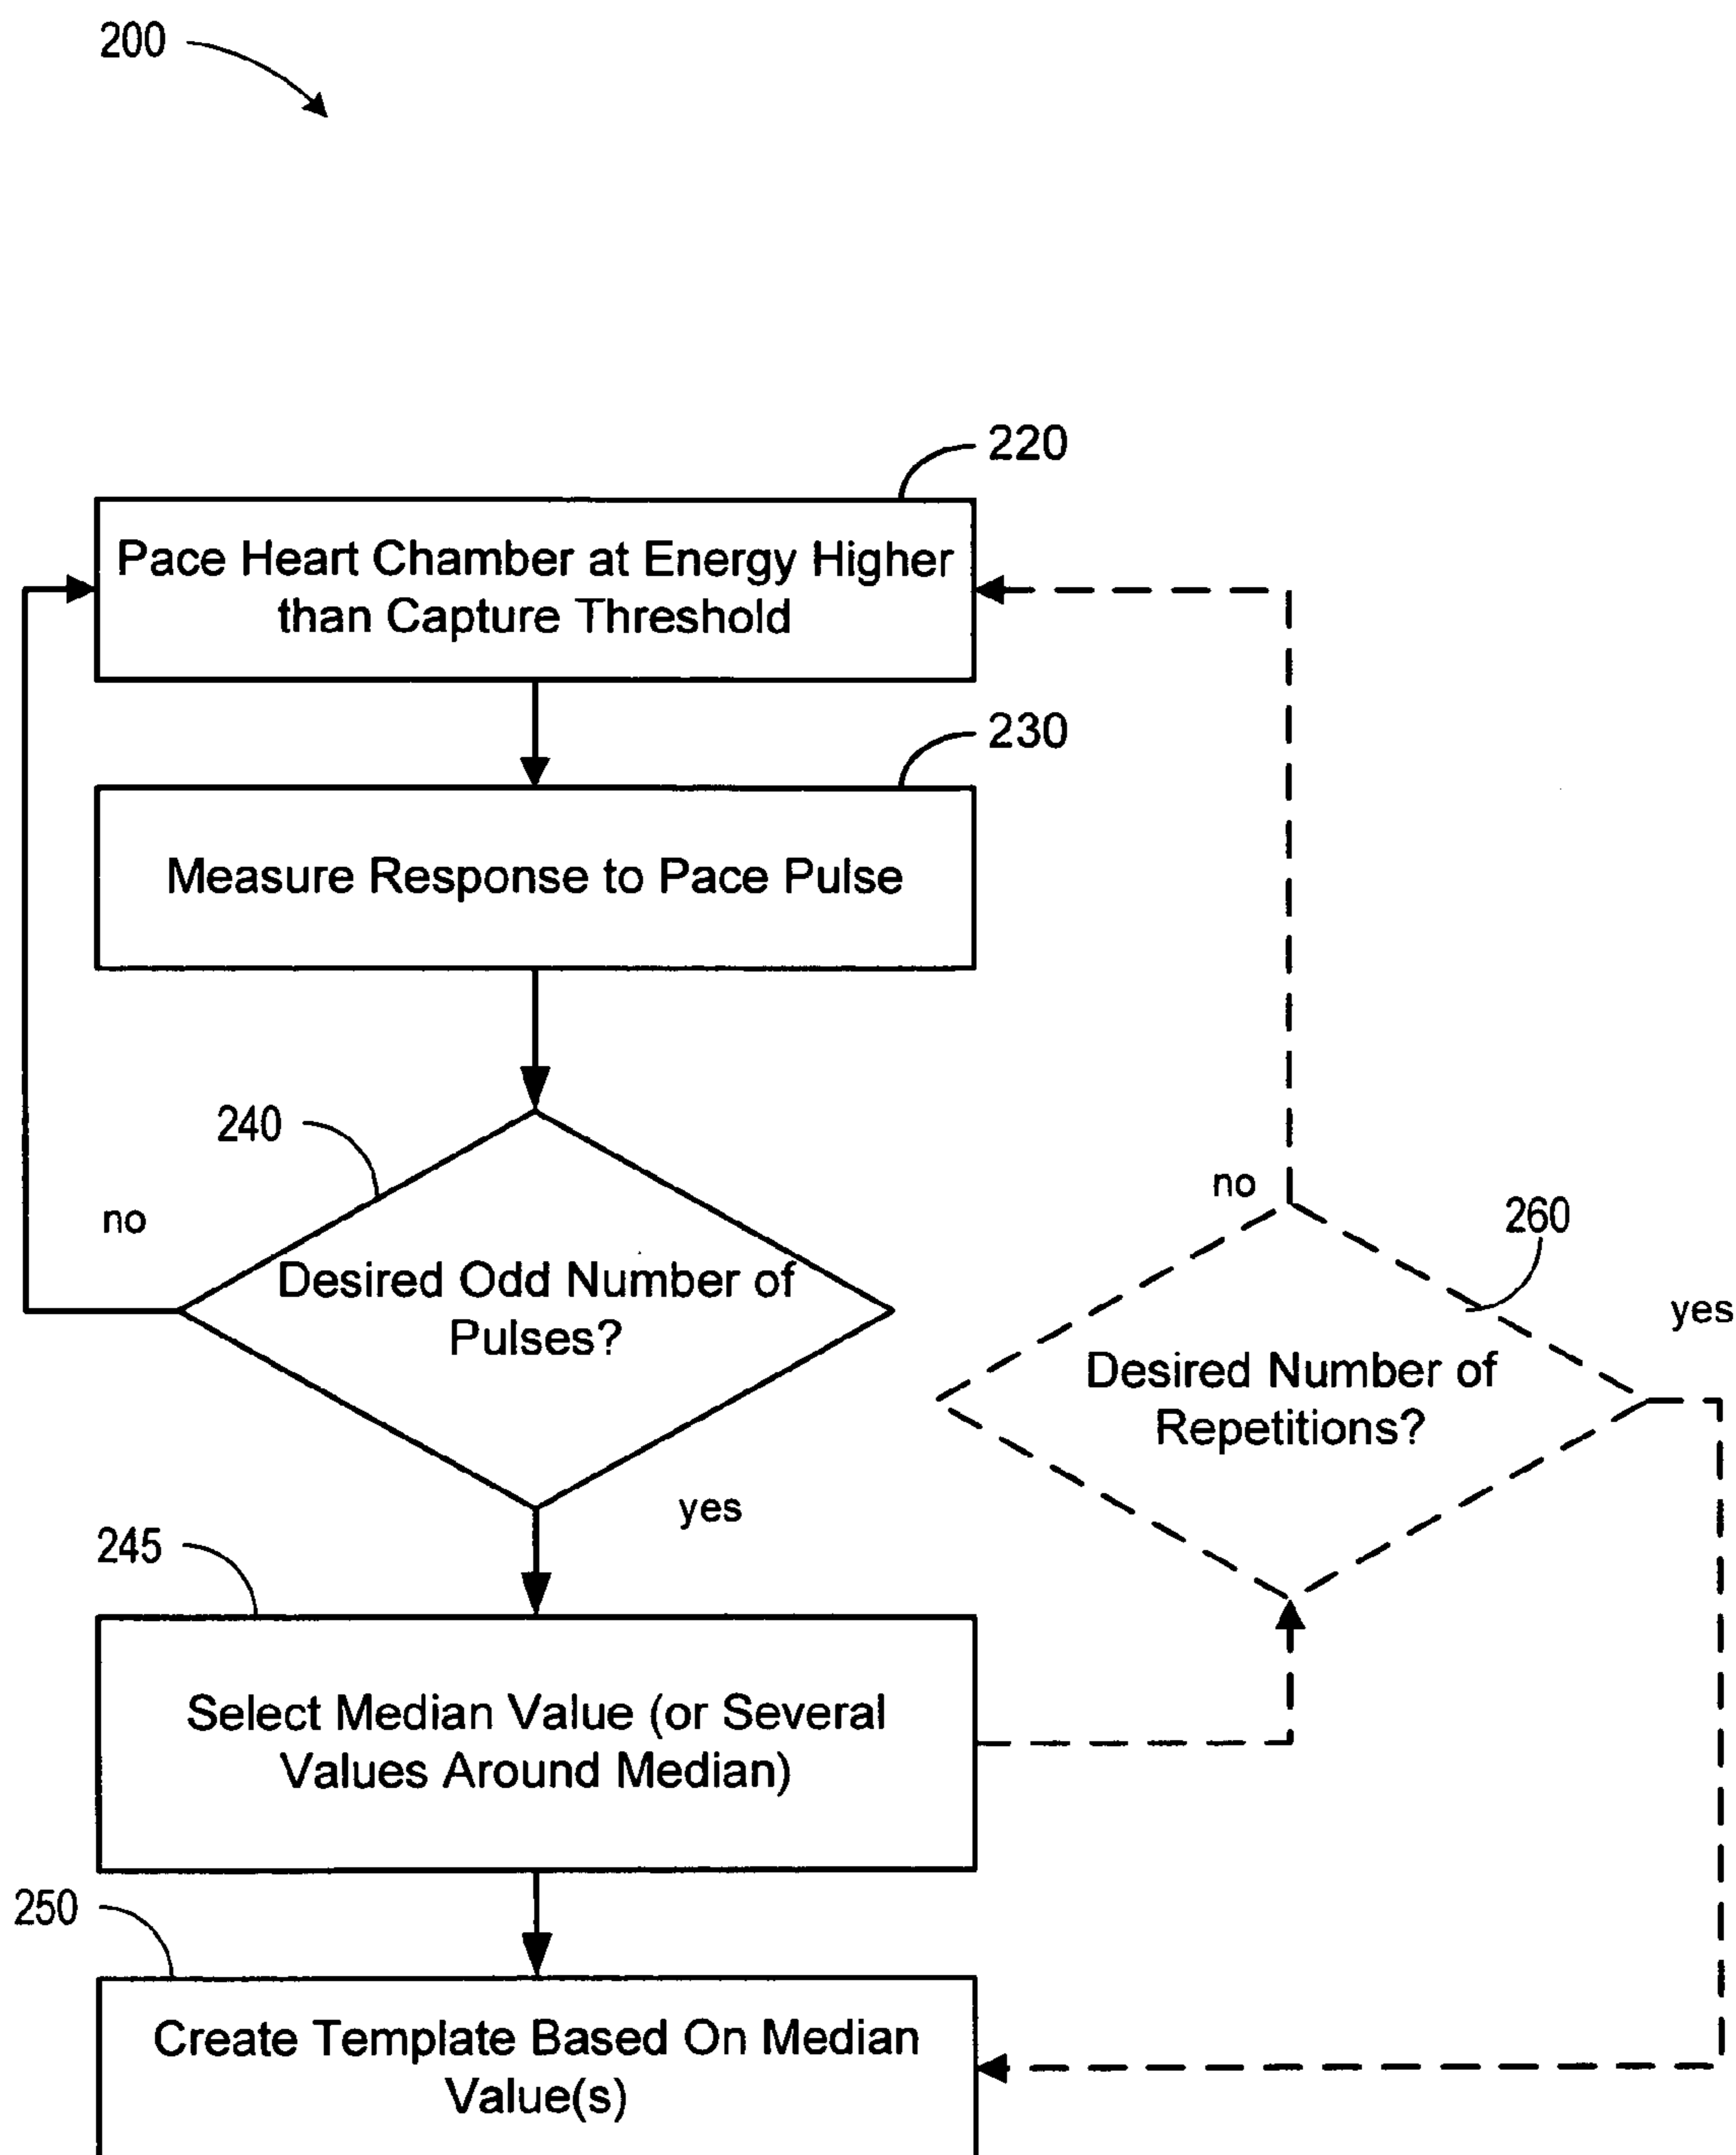 200
220
Pace Heart Chamber at Energy Higher
than Capture Threshold
230
Measure Response to Pace Pulse
240
no
Desired Odd Number of
Pulses?
yes
no
260
yes
Desired Number of
Repetitions?
245
Select Median Value (or Several
Values Around Median)
250
Create Template Based On Median
Value(s)